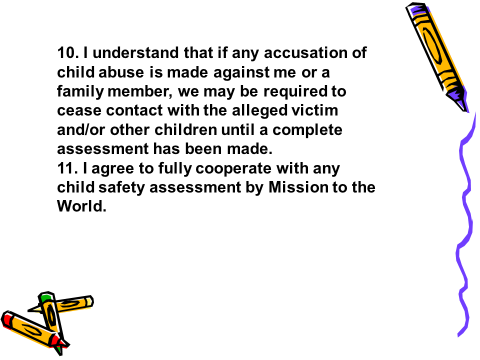 10. I understand that if any accusation of
child abuse is made against me or a
family member, we may be required to
cease contact with the alleged victim
and/or other children until a complete
assessment has been made.
11. I agree to fully cooperate with any
child safety assessment by Mission to the
World.